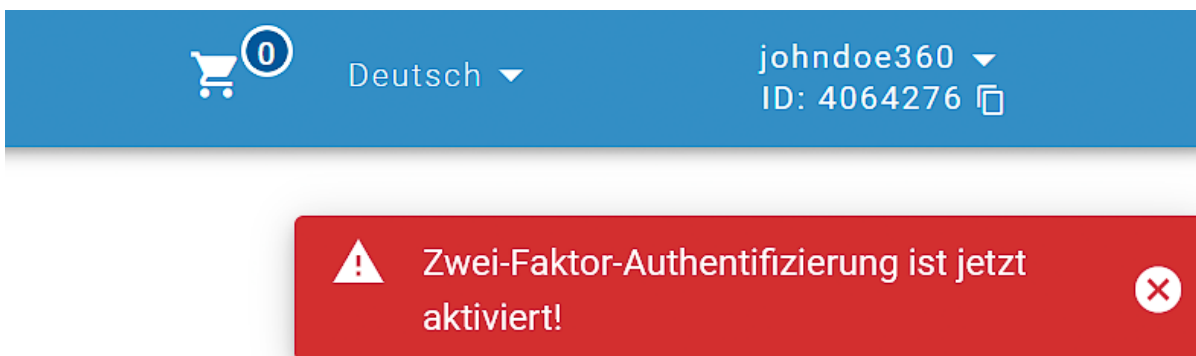 0
Deutsch
johndoe360
ID: 4064276
Zwei-Faktor-Authentifizierung ist jetzt
aktiviert!